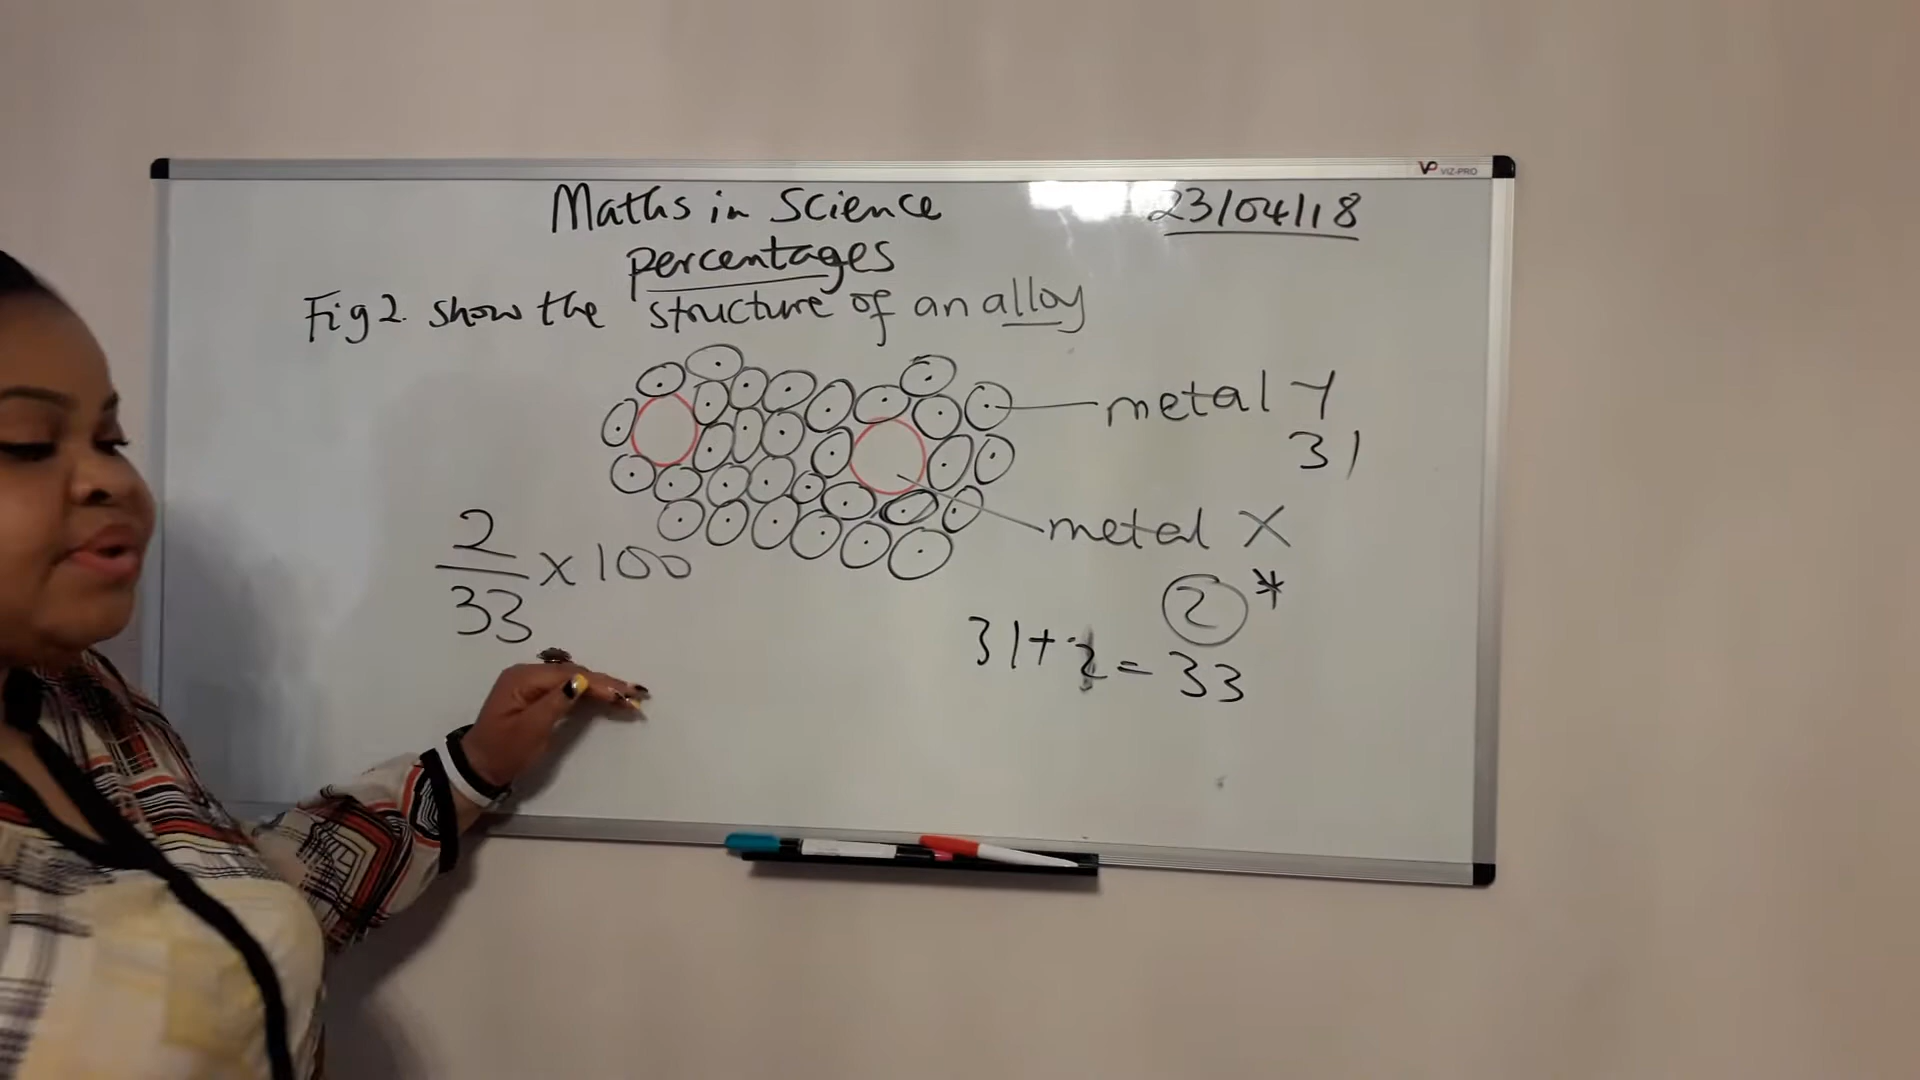 VP VIZ-PRO
Maths in Science
23/04/18
percentages
Fig 2. show the structure of an alloy
metal Y
31
metal X
2 *
2
33
x 100
31 + 2 = 33